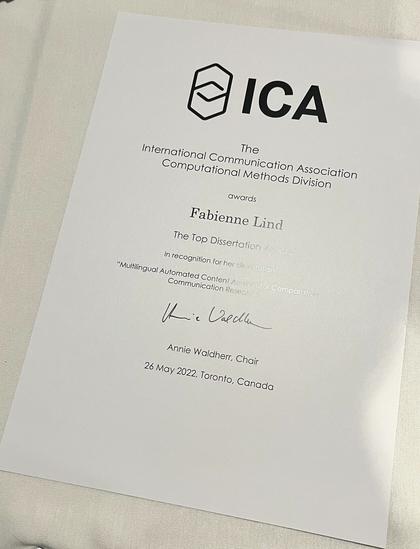 ICA
The
International Communication Association
Computational Methods Division
awards
Fabienne Lind
The Top Dissertation
In recognition for her
"Multilingual Automated Content Comparative
Communication
Annie Waldherr, Chair
26 May 2022, Toronto, Canada